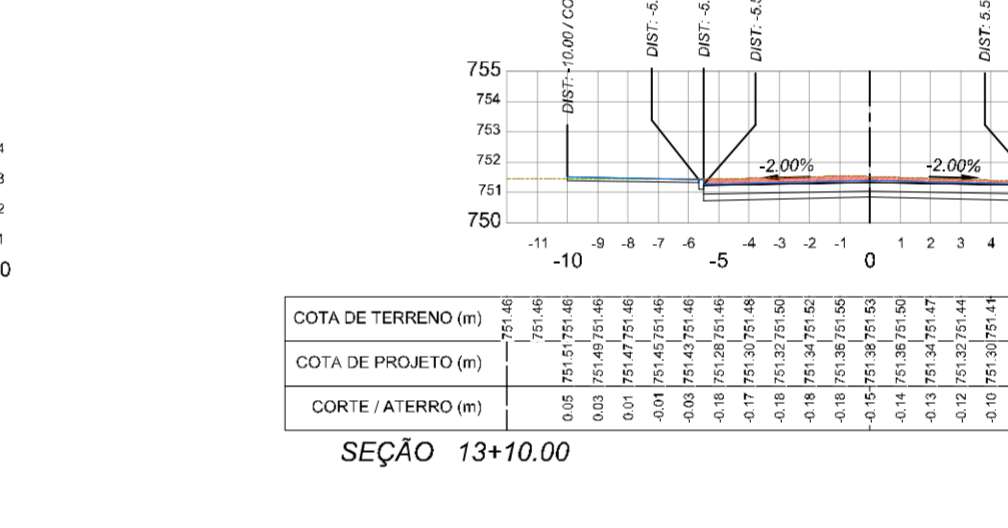 DIST: -10.00 / CO
DIST: -5.
DIST: -5.
DIST: -5.5
DIST: 5.5
755
754
753
752
751
750
-2.00%
-2.00%
4
3
2
1
0
-11 -9 -8 -7 -6 -4 -3 -2 -1 1 2 3 4
-10 -5 0
COTA DE TERRENO (m) 751.46 751.46 751.46 751.46 751.46 751.46 751.46 751.46 751.48 751.50 751.52 751.55 751.53 751.50 751.47 751.44 751.41
COTA DE PROJETO (m) 751.51 751.49 751.47 751.45 751.43 751.28 751.30 751.32 751.34 751.36 751.38 751.36 751.34 751.32 751.30
CORTE / ATERRO (m) 0.05 0.03 0.01 -0.01 -0.03 -0.18 -0.17 -0.18 -0.18 -0.18 -0.15 -0.14 -0.13 -0.12 -0.10
SEÇÃO 13+10.00